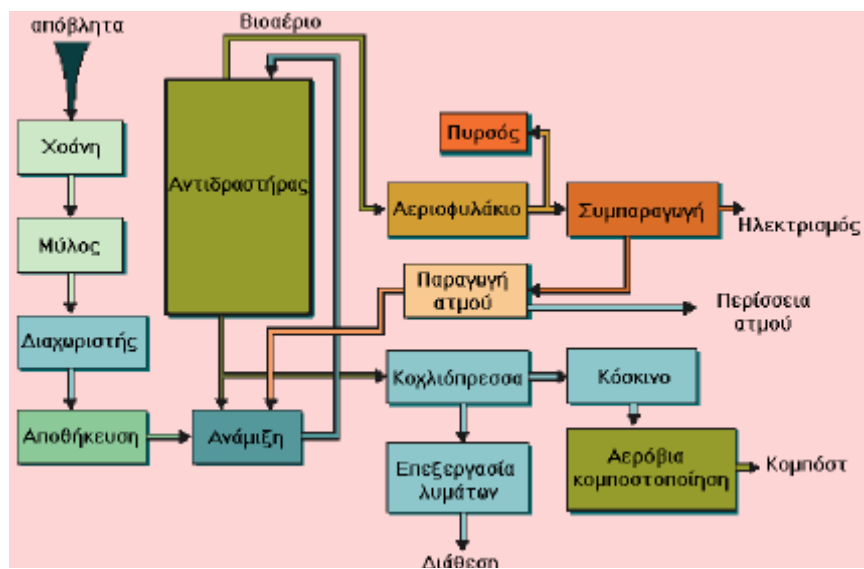 απόβλητα
Βιοαέριο
Χοάνη
Μύλος
Διαχωριστής
Αποθήκευση
Ανάμιξη
Αντιδραστήρας
Πυρσός
Αεριοφυλάκιο
Συμπαραγωγή
Ηλεκτρισμός
Παραγωγή
ατμού
Περίσσεια
ατμού
Κοχλιόπρεσσα
Κόσκινο
Επεξεργασία
λυμάτων
Αερόβια
κομποστοποίηση
Κομπόστ
Διάθεση